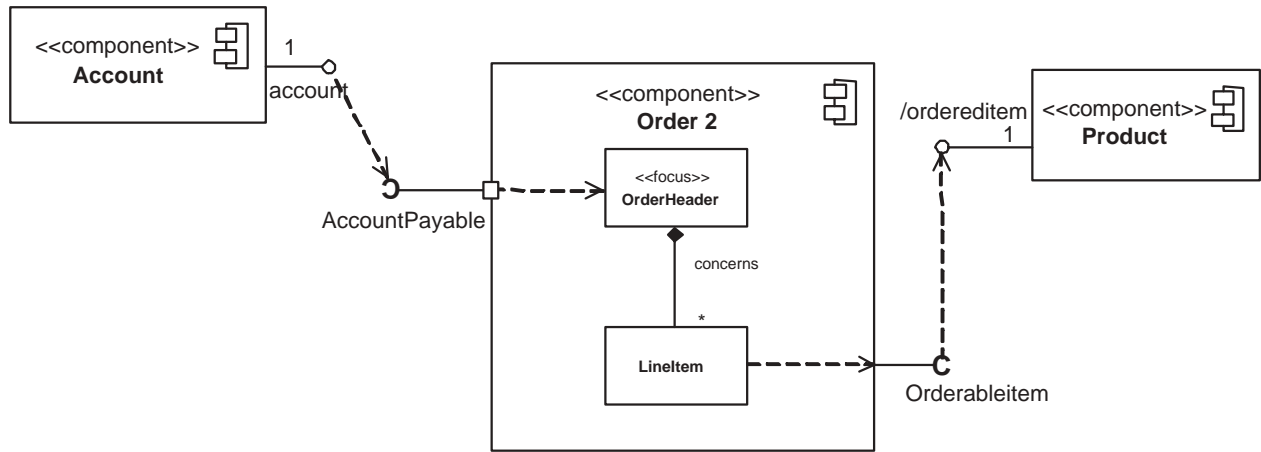 <<component>>
Account
1
account
AccountPayable
<<component>>
Order 2
<<focus>>
OrderHeader
concerns
*
LineItem
/ordereditem
1
<<component>>
Product
Orderableitem